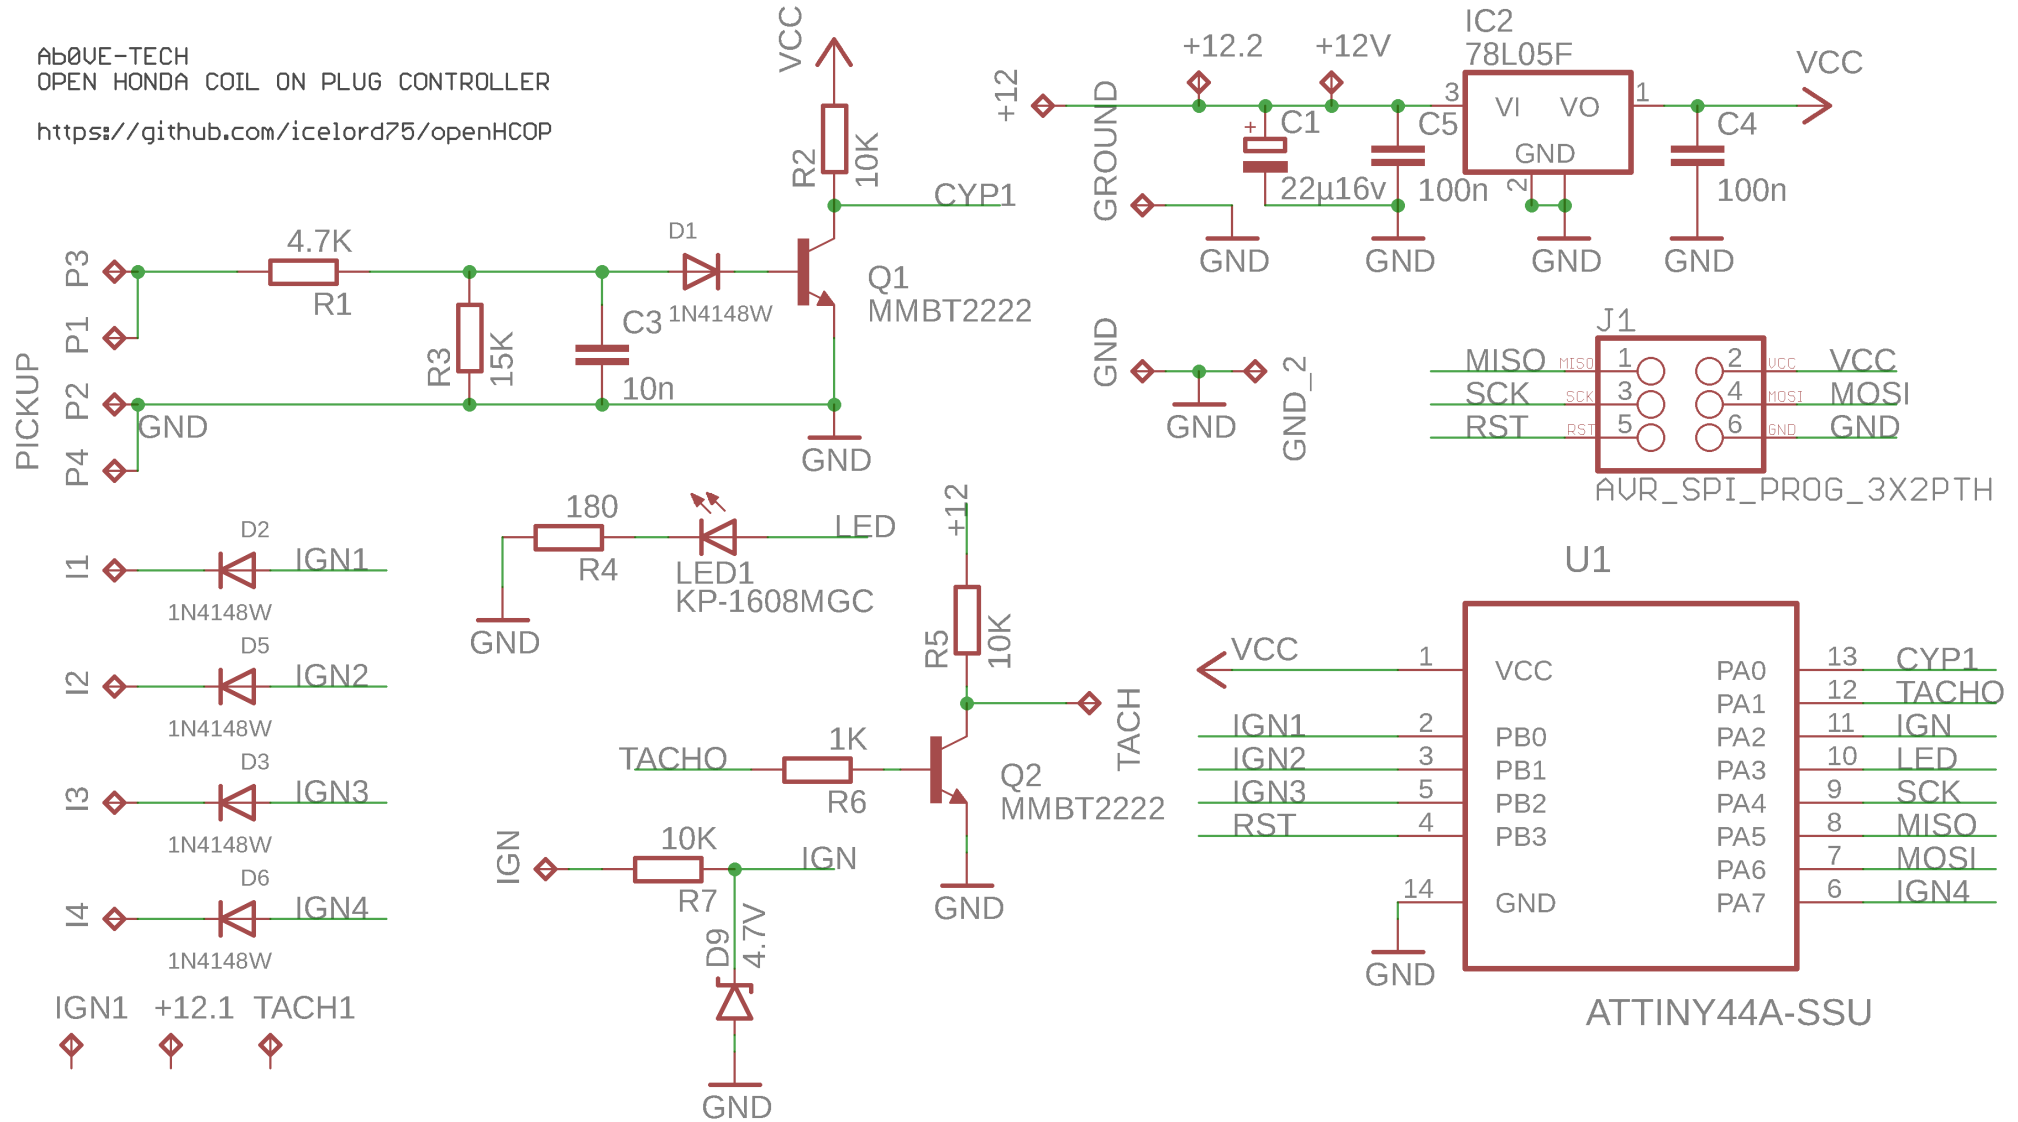 Ab0VE-TECH
OPEN HONDA COIL ON PLUG CONTROLLER
https://github.com/icelord75/openHCOP
VCC
R2
10K
CYP1
P3
P1
PICKUP
P2
P4
4.7K
R1
R3
15K
C3
10n
D1
1N4148W
Q1
MMBT2222
GND
GND
+12
+12.2
+12V
GROUND
GND
+
C1
22µ16v
C5
100n
GND
IC2
78L05F
3
VI
VO
1
GND
2
GND
VCC
C4
100n
GND
GND
GND
GND_2
J1
MISO
MISO
1
2
VCC
VCC
SCK
SCK
3
4
MOSI
MOSI
RST
RST
5
6
GND
GND
AVR_SPI_PROG_3X2PTH
I1
D2
IGN1
1N4148W
I2
D5
IGN2
1N4148W
I3
D3
IGN3
1N4148W
I4
D6
IGN4
1N4148W
IGN1
+12.1
TACH1
180
R4
GND
LED
LED1
KP-1608MGC
+12
R5
10K
TACH
TACHO
1K
R6
Q2
MMBT2222
GND
IGN
10K
R7
IGN
D9
4.7V
GND
U1
VCC
1
VCC
PA0
13
CYP1
PA1
12
TACHO
IGN1
2
PB0
PA2
11
IGN
IGN2
3
PB1
PA3
10
LED
IGN3
5
PB2
PA4
9
SCK
RST
4
PB3
PA5
8
MISO
PA6
7
MOSI
14
GND
PA7
6
IGN4
GND
ATTINY44A-SSU